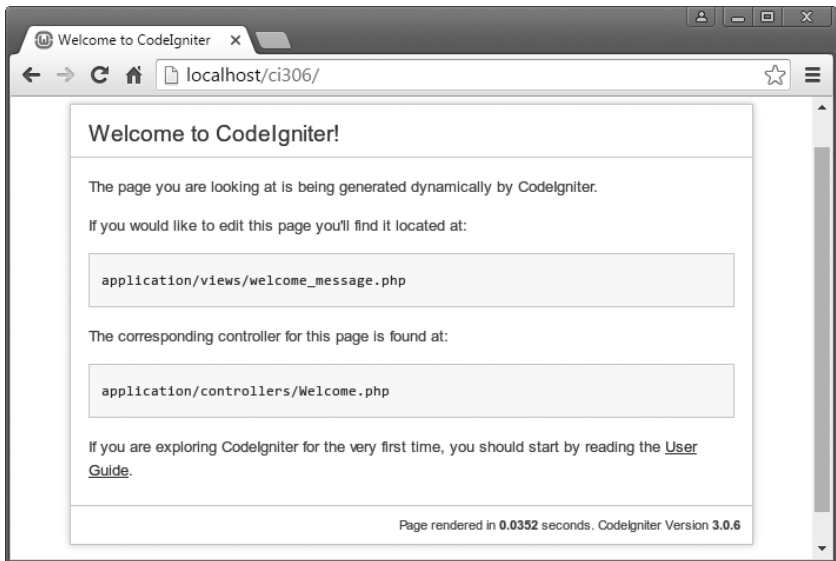 Welcome to CodeIgniter
localhost/ci306/
Welcome to CodeIgniter!
The page you are looking at is being generated dynamically by CodeIgniter.
If you would like to edit this page you'll find it located at:
application/views/welcome_message.php
The corresponding controller for this page is found at:
application/controllers/Welcome.php
If you are exploring CodeIgniter for the very first time, you should start by reading the User
Guide.
Page rendered in 0.0352 seconds. CodeIgniter Version 3.0.6